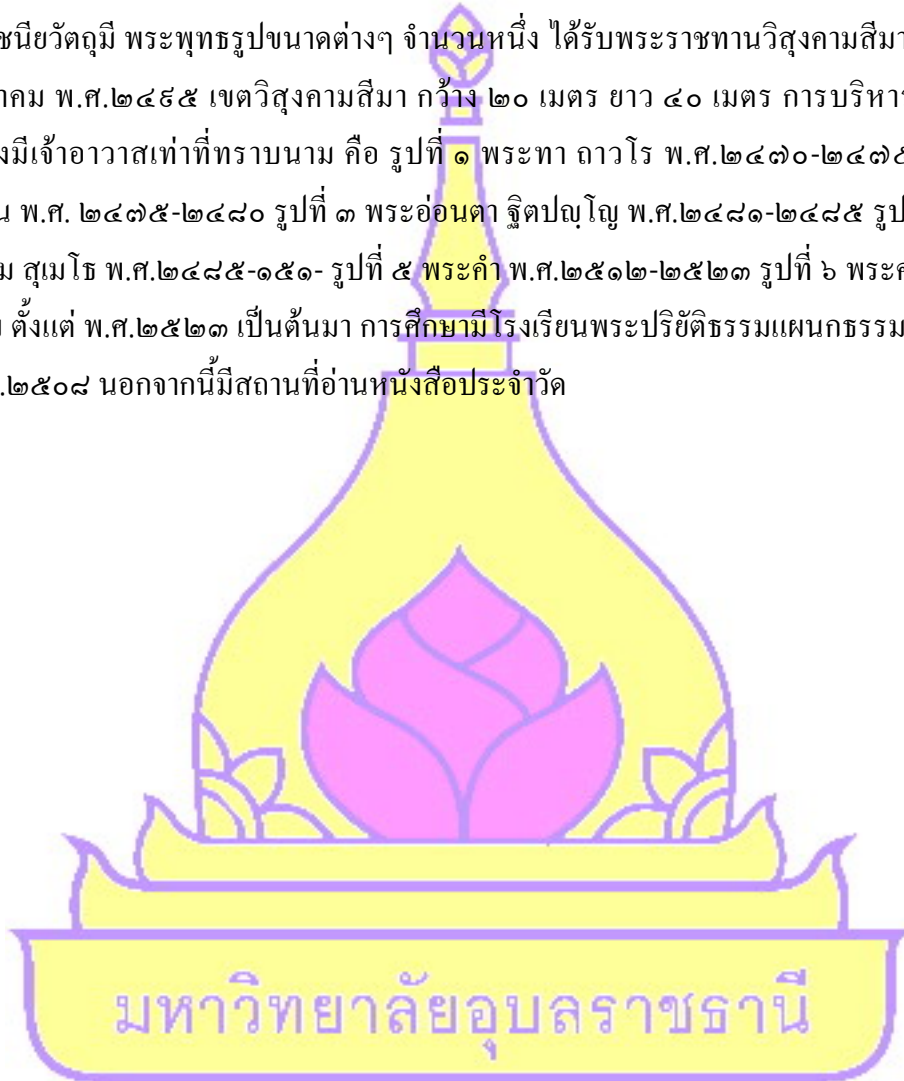 ชนียวัตถุมี พระพุทธรูปขนาดต่างๆ จำนวนหนึ่ง ได้รับพระราชทานวิสุงคามสีมา
าคม พ.ศ.๒๔๙๕ เขตวิสุงคามสีมา กว้าง ๒๐ เมตร ยาว ๔๐ เมตร การบริหาร
งมีเจ้าอาวาสเท่าที่ทราบนาม คือ รูปที่ ๑ พระทา ถาวโร พ.ศ.๒๔๗๐-๒๔๗๕
น พ.ศ. ๒๔๗๕-๒๔๘๐ รูปที่ ๓ พระอ่อนตา ฐิตปญฺโญ พ.ศ.๒๔๘๑-๒๔๘๕ รูป
ม สุเมโธ พ.ศ.๒๔๘๕-๑๕๑- รูปที่ ๕ พระคำ พ.ศ.๒๕๑๒-๒๕๒๓ รูปที่ ๖ พระค
ตั้งแต่ พ.ศ.๒๕๒๓ เป็นต้นมา การศึกษามีโรงเรียนพระปริยัติธรรมแผนกธรรม
.๒๕๐๘ นอกจากนี้มีสถานที่อ่านหนังสือประจำวัด
มหาวิทยาลัยอุบลราชธานี